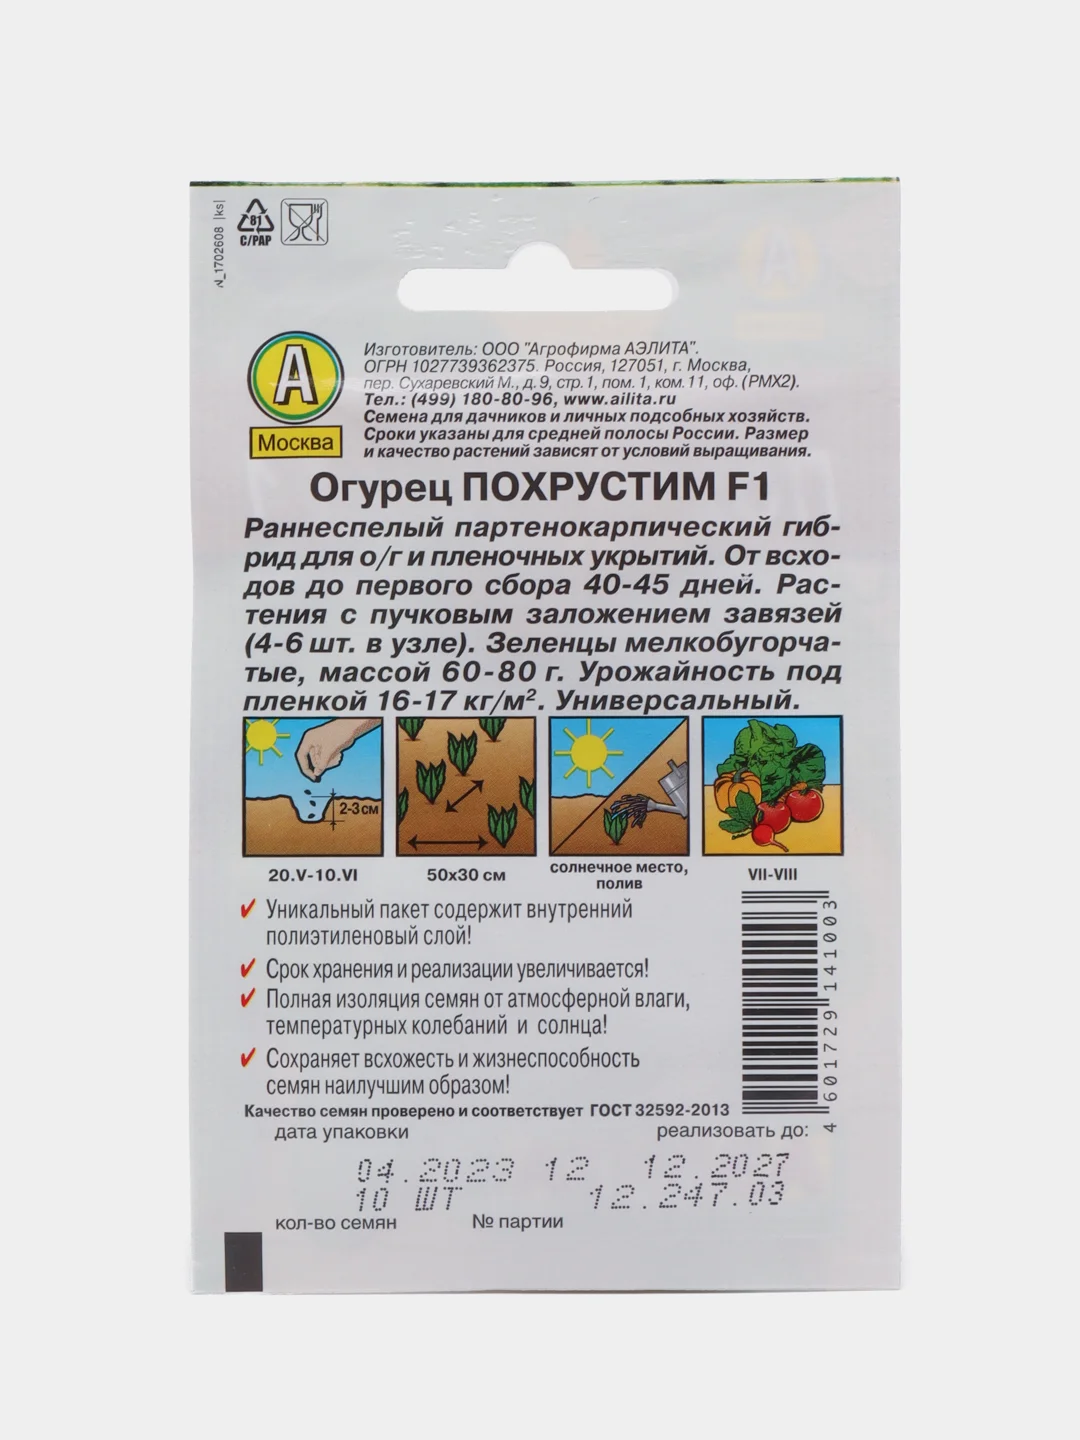 N_1702608 |ks|
81
C/PAP
А
Москва
Изготовитель: ООО "Агрофирма АЭЛИТА".
ОГРН 1027739362375. Россия, 127051, г. Москва,
пер. Сухаревский М., д. 9, стр. 1, пом. 1, ком. 11, оф. (РМХ2).
Тел.: (499) 180-80-96, www.ailita.ru
Семена для дачников и личных подсобных хозяйств.
Сроки указаны для средней полосы России. Размер
и качество растений зависят от условий выращивания.
Огурец ПОХРУСТИМ F1
Раннеспелый партенокарпический гиб-
рид для о/г и пленочных укрытий. От всхо-
дов до первого сбора 40-45 дней. Рас-
тения с пучковым заложением завязей
(4-6 шт. в узле). Зеленцы мелкобугорча-
тые, массой 60-80 г. Урожайность под
пленкой 16-17 кг/м². Универсальный.
2-3 см
20.V-10.VI
50x30 см
солнечное место,
полив
VII-VIII
Уникальный пакет содержит внутренний
полиэтиленовый слой!
Срок хранения и реализации увеличивается!
Полная изоляция семян от атмосферной влаги,
температурных колебаний и солнца!
Сохраняет всхожесть и жизнеспособность
семян наилучшим образом!
Качество семян проверено и соответствует ГОСТ 32592-2013
4 601729 141003
дата упаковки реализовать до:
04.2023 12 12.2027
10 ШТ 12.247.03
кол-во семян № партии